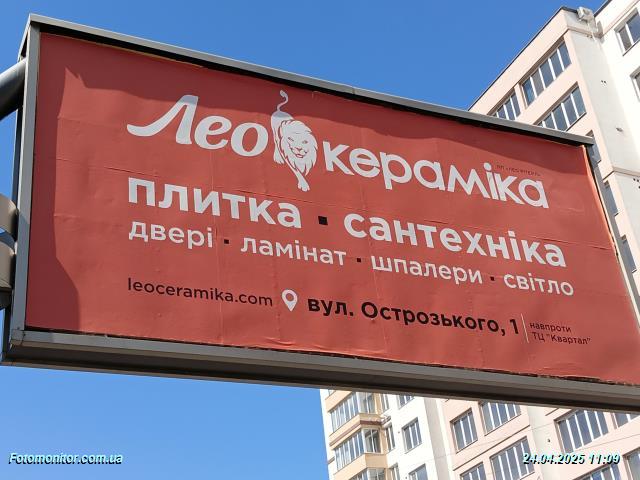 Лео кераміка
плитка · сантехніка
двері · ламінат · шпалери · світло
leoceramika.com вул. Острозького, 1 навпроти
ТЦ "Квартал"
Fotomonitor.com.ua 24.04.2025 11:09